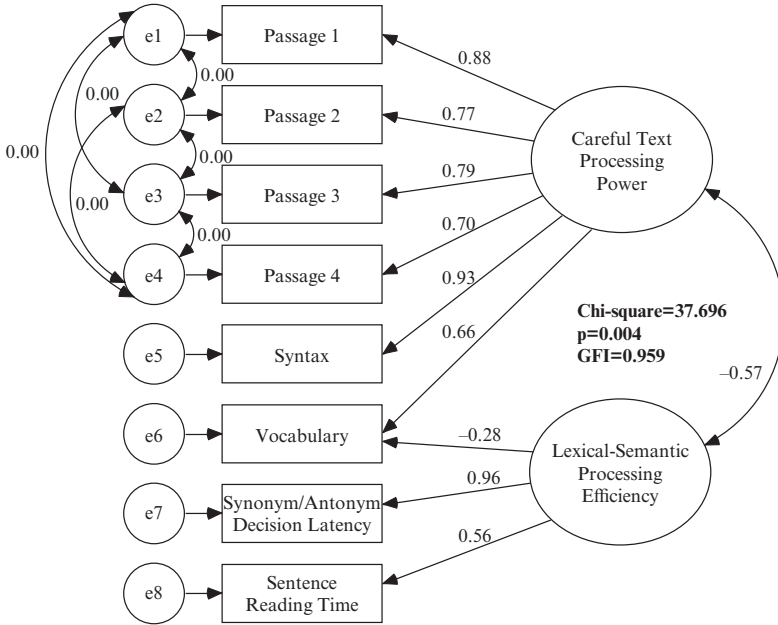 e1
Passage 1
0.88
0.00
0.00
e2
Passage 2
0.77
Careful Text
Processing
Power
0.00
0.00
e3
Passage 3
0.79
0.00
0.00
e4
Passage 4
0.70
0.93
Chi-square=37.696
p=0.004
GFI=0.959
e5
Syntax
0.66
–0.57
e6
Vocabulary
–0.28
Lexical-Semantic
Processing
Efficiency
e7
Synonym/Antonym
Decision Latency
0.96
e8
Sentence
Reading Time
0.56